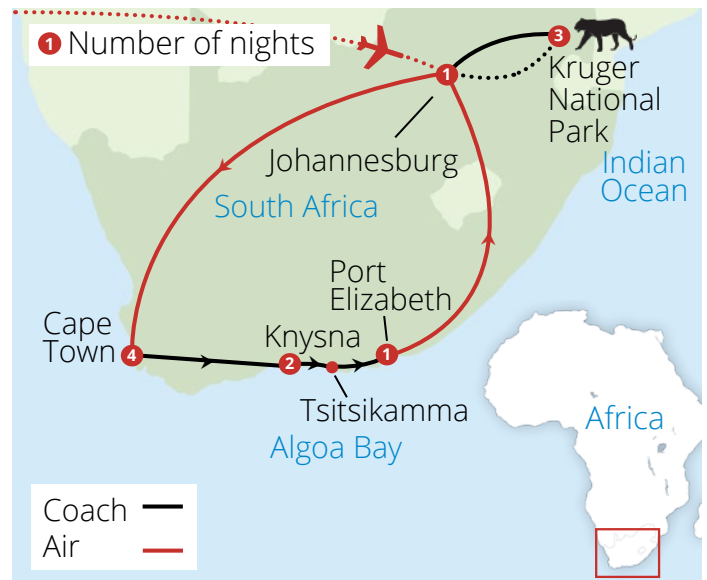 1 Number of nights
3
Kruger
National
Park
1
Johannesburg
Indian
Ocean
South Africa
Port
Elizabeth
Cape
Town
4
Knysna
2
1
Tsitsikamma
Algoa Bay
Africa
Coach
Air